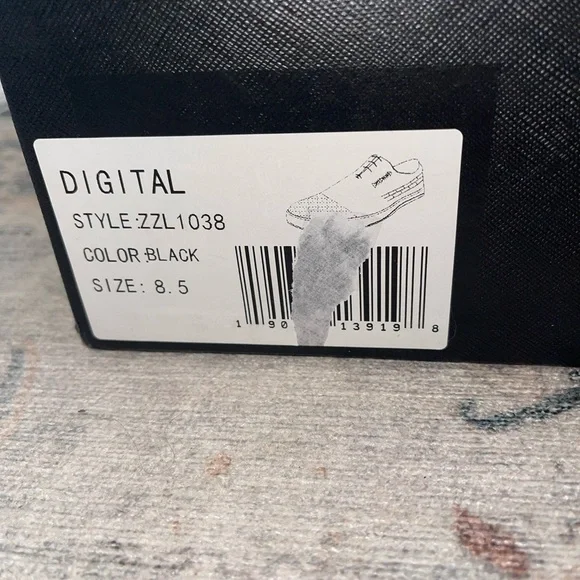 DIGITAL
STYLE:ZZL1038
COLOR:BLACK
SIZE: 8.5
1 90 13919 8